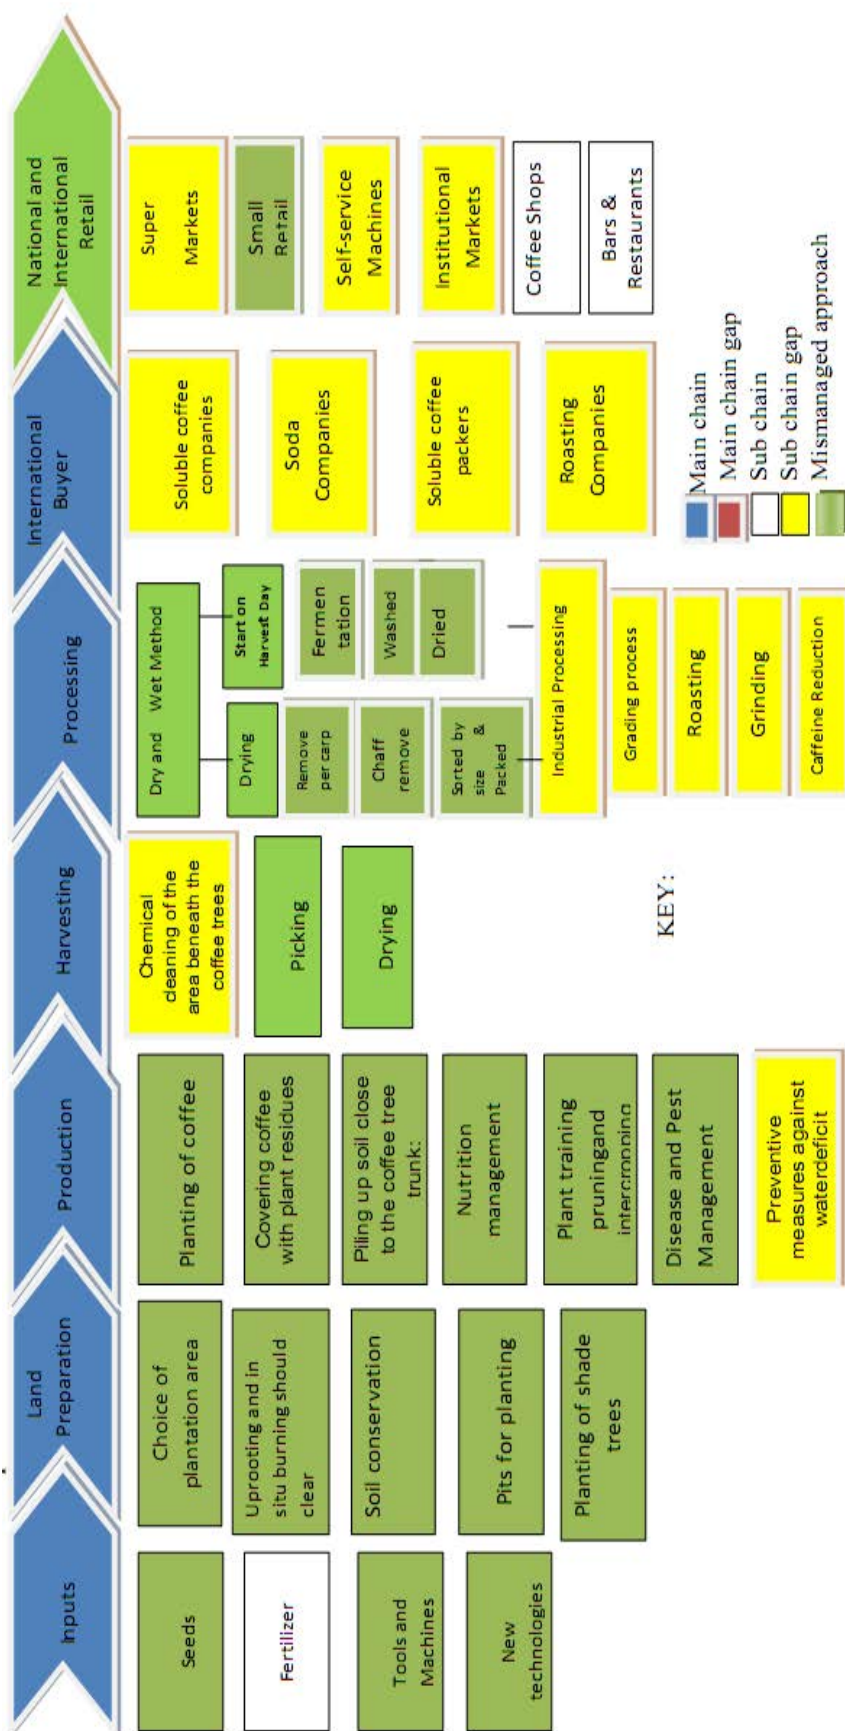 Inputs
Land
Preparation
Production
Harvesting
Processing
International
Buyer
National and
International
Retail
Seeds
Fertilizer
Tools and
Machines
New
technologies
Choice of
plantation area
Uprooting and in
situ burning should
clear
Soil conservation
Pits for planting
Planting of shade
trees
Planting of coffee
Covering coffee
with plant residues
Piling up soil close
to the coffee tree
trunk:
Nutrition
management
Plant training
pruningand
intercropping
Disease and Pest
Management
Preventive
measures against
waterdeficit
Chemical
cleaning of the
area beneath the
coffee trees
Picking
Drying
Dry and Wet Method
Drying
Start on
Harvest Day
Remove
per carp
Fermen
tation
Chaff
remove
Washed
Sorted by
size &
Packed
Dried
Industrial Processing
Grading process
Roasting
Grinding
Caffeine Reduction
Soluble coffee
companies
Soda
Companies
Soluble coffee
packers
Roasting
Companies
Super
Markets
Small
Retail
Self-service
Machines
Institutional
Markets
Coffee Shops
Bars &
Restaurants
KEY:
Main chain
Main chain gap
Sub chain
Sub chain gap
Mismanaged approach